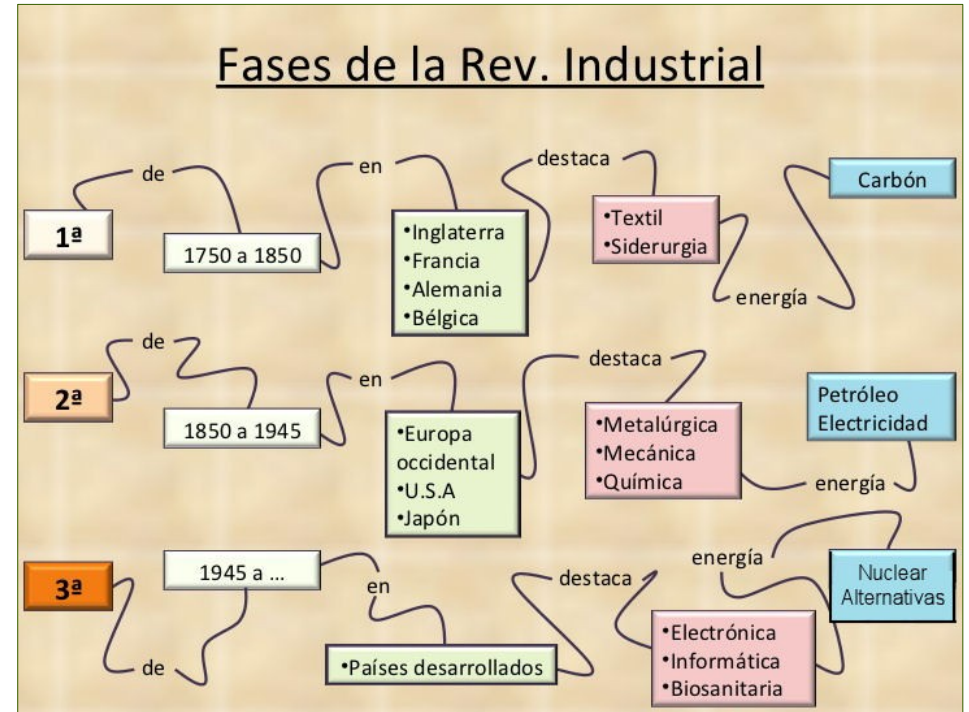 Fases de la Rev. Industrial
1ª
de
1750 a 1850
en
•Inglaterra
•Francia
•Alemania
•Bélgica
destaca
•Textil
•Siderurgia
energía
Carbón
2ª
de
1850 a 1945
en
•Europa
occidental
•U.S.A
•Japón
destaca
•Metalúrgica
•Mecánica
•Química
energía
Petróleo
Electricidad
3ª
de
1945 a ...
en
•Países desarrollados
destaca
•Electrónica
•Informática
•Biosanitaria
energía
Nuclear
Alternativas